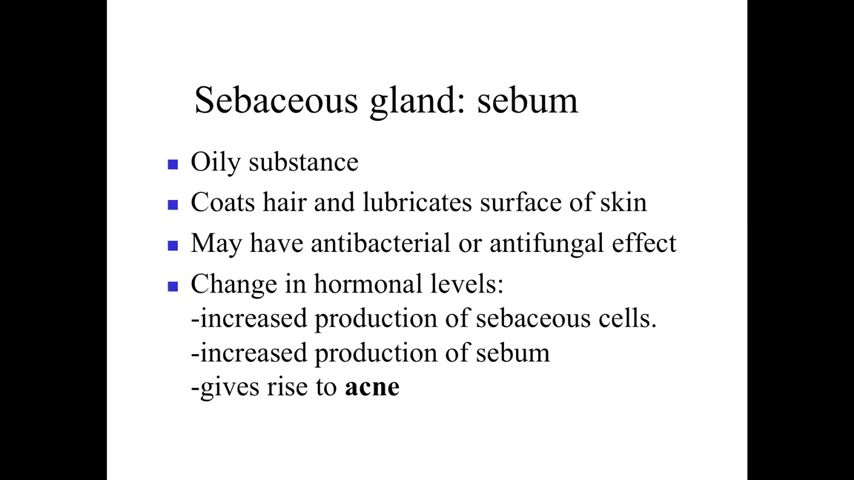 Sebaceous gland: sebum
Oily substance
Coats hair and lubricates surface of skin
May have antibacterial or antifungal effect
Change in hormonal levels:
-increased production of sebaceous cells.
-increased production of sebum
-gives rise to acne